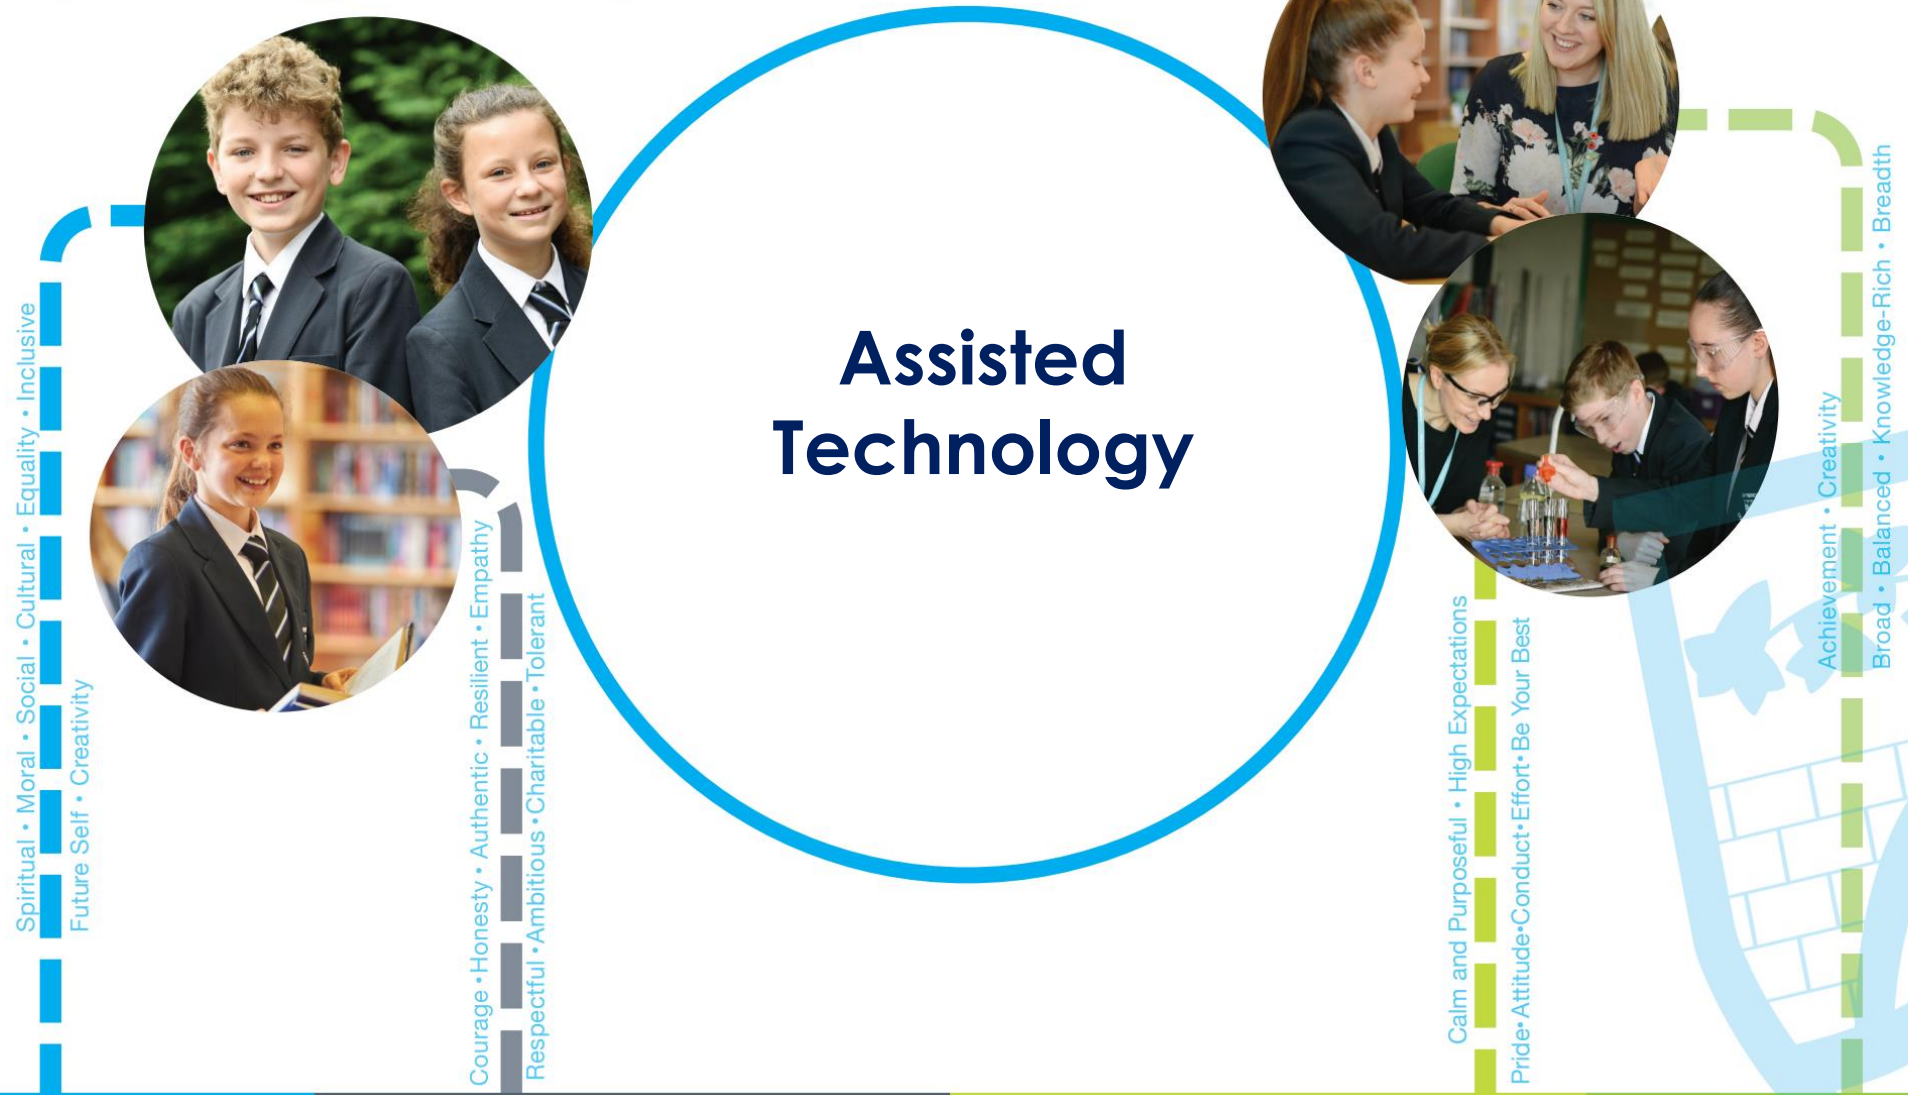 Assisted
Technology
Spiritual • Moral • Social • Cultural • Equality • Inclusive
Future Self • Creativity
Courage • Honesty • Authentic • Resilient • Empathy
Respectful • Ambitious • Charitable • Tolerant
Calm and Purposeful • High Expectations
Pride • Attitude • Conduct • Effort • Be Your Best
Achievement • Creativity
Broad • Balanced • Knowledge-Rich • Breadth